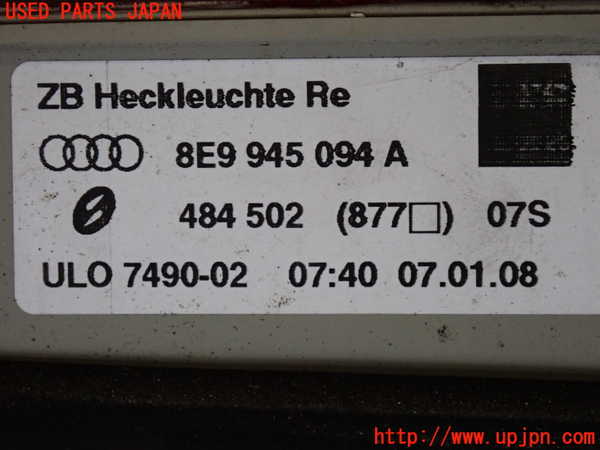 USED PARTS JAPAN
ZB Heckleuchte Re
8E9 945 094 A
484 502 (877□) 07S
ULO 7490-02 07:40 07.01.08
http://www.upjpn.com